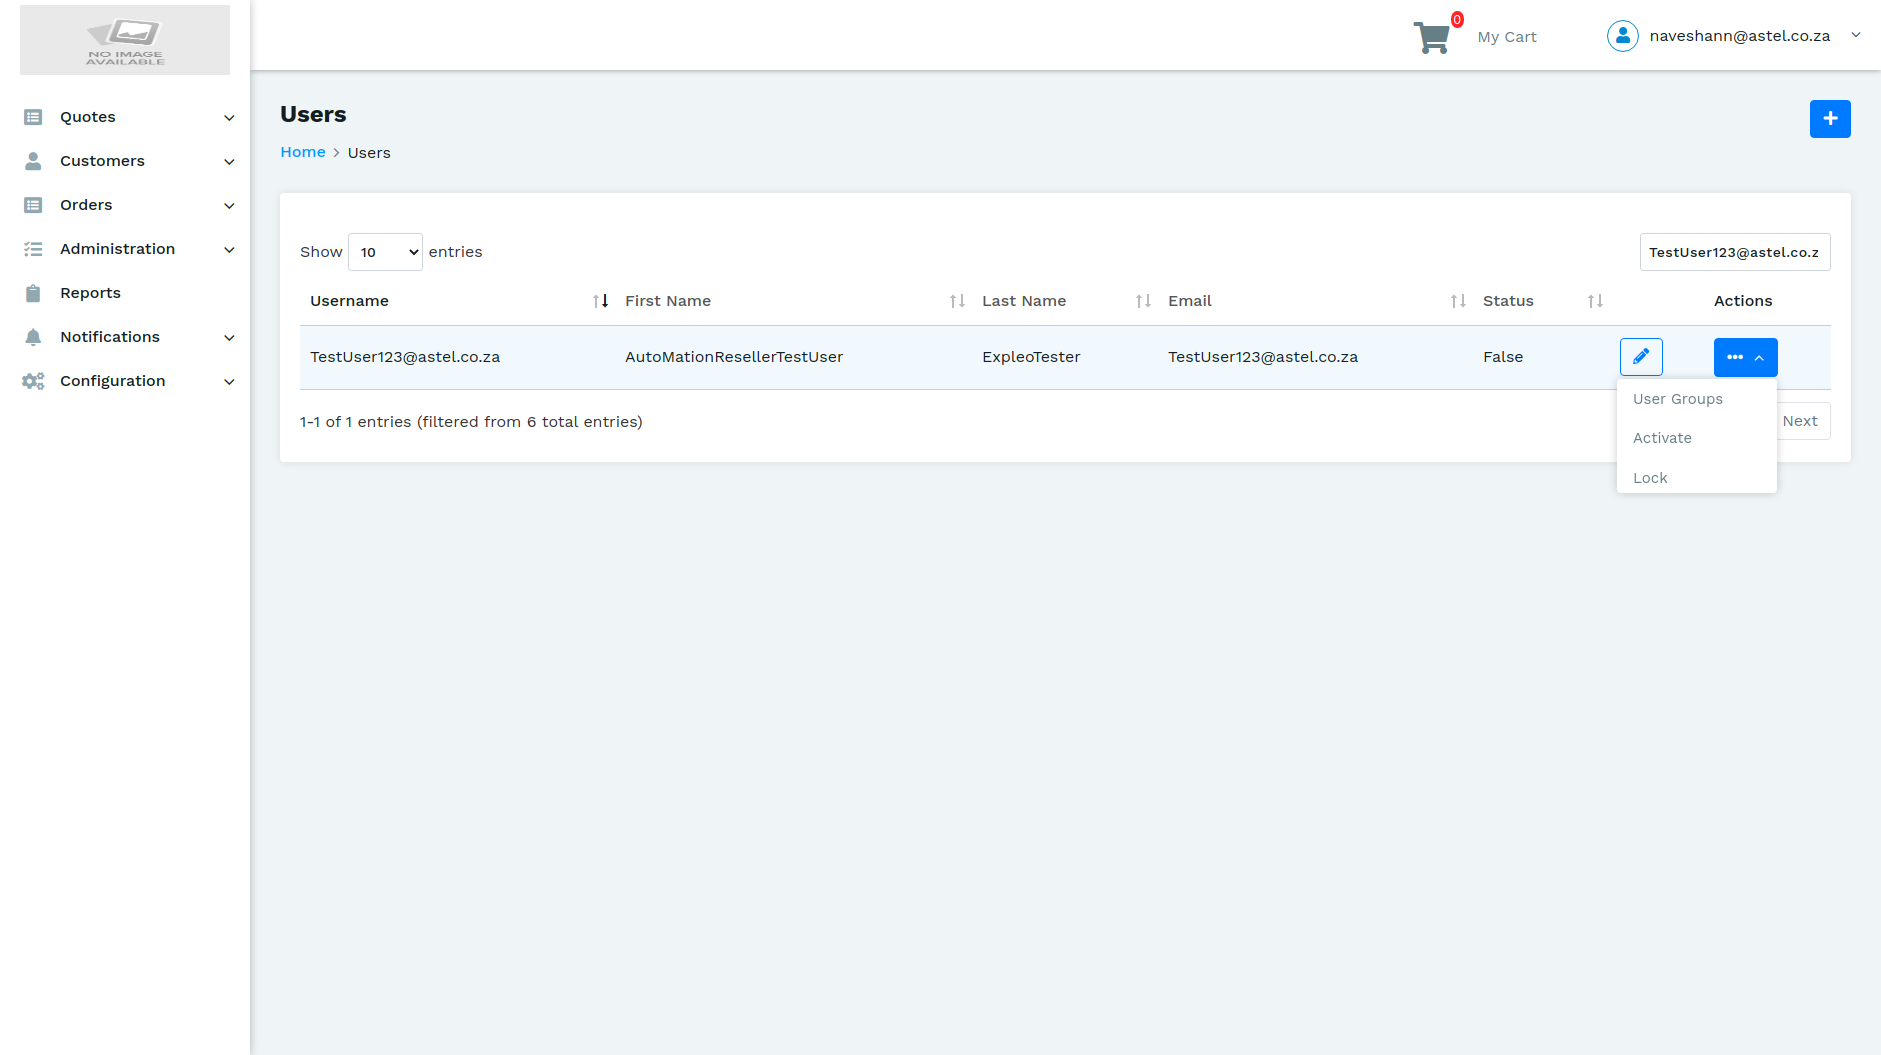 NO IMAGE
AVAILABLE
0
My Cart
naveshann@astel.co.za
Quotes
Customers
Orders
Administration
Reports
Notifications
Configuration
Users
Home > Users
Show 10 entries
TestUser123@astel.co.z
Username First Name Last Name Email Status Actions
TestUser123@astel.co.za AutoMationResellerTestUser ExpleoTester TestUser123@astel.co.za False
User Groups
Activate
Lock
1-1 of 1 entries (filtered from 6 total entries)
Next